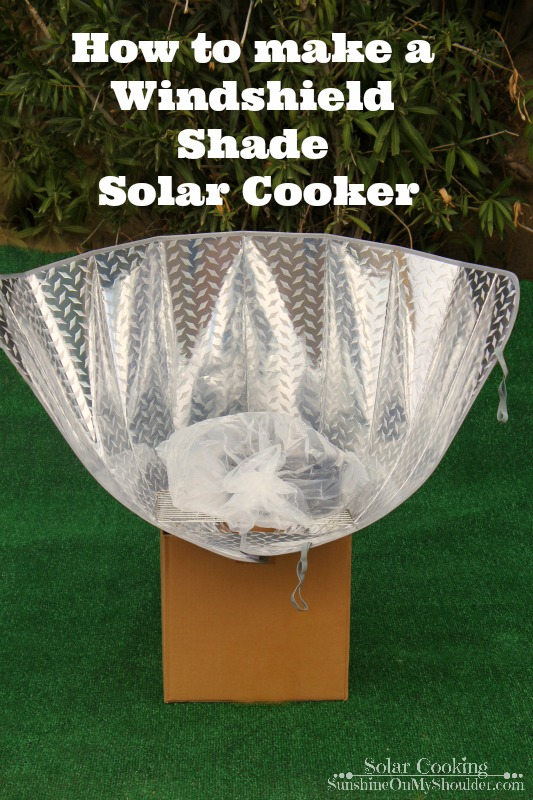 How to make a
Windshield
Shade
Solar Cooker
Solar Cooking
SunshineOnMyShoulder.com